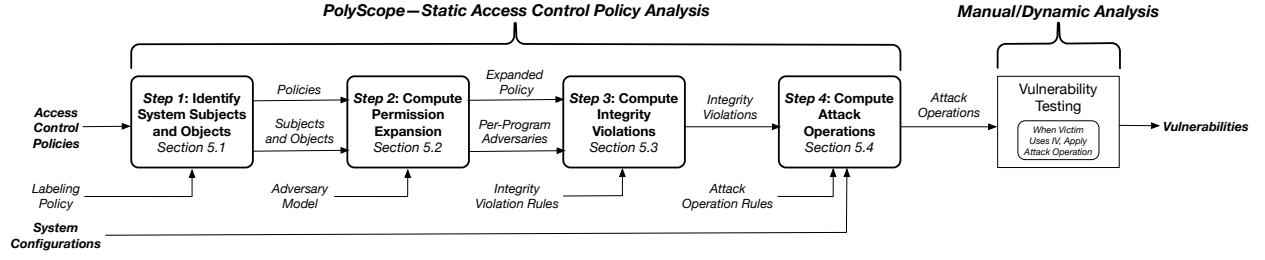 PolyScope—Static Access Control Policy Analysis
Manual/Dynamic Analysis
Access
Control
Policies
Step 1: Identify
System Subjects
and Objects
Section 5.1
Policies
Subjects
and Objects
Step 2: Compute
Permission
Expansion
Section 5.2
Expanded
Policy
Per-Program
Adversaries
Step 3: Compute
Integrity
Violations
Section 5.3
Integrity
Violations
Step 4: Compute
Attack
Operations
Section 5.4
Attack
Operations
Vulnerability
Testing
When Victim
Uses IV, Apply
Attack Operation
Vulnerabilities
Labeling
Policy
Adversary
Model
Integrity
Violation Rules
Attack
Operation Rules
System
Configurations